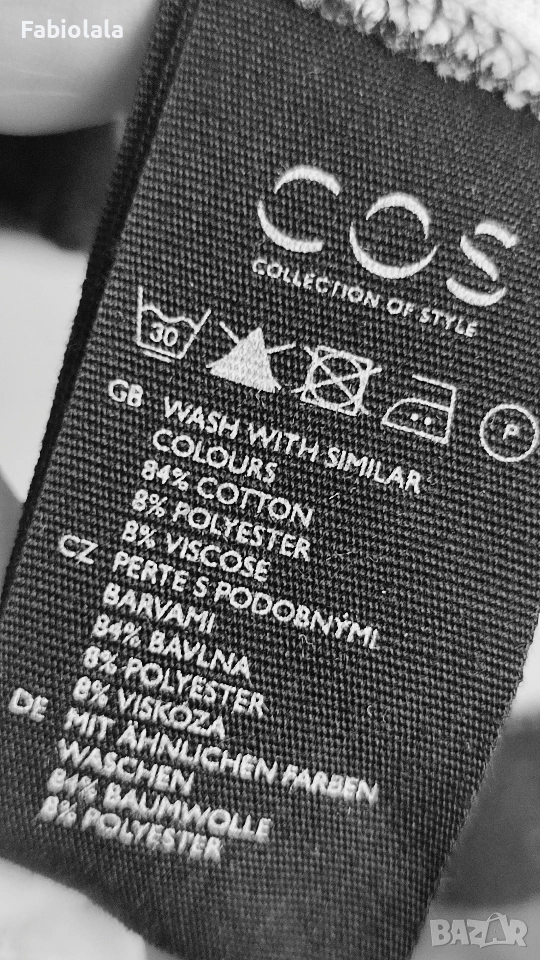 Fabiolala
COS
COLLECTION OF STYLE
30
P
GB WASH WITH SIMILAR
COLOURS
84% COTTON
8% POLYESTER
8% VISCOSE
CZ PERTE S PODOBNÝMI
BARVAMI
84% BAVLNA
8% POLYESTER
8% VISKOZA
DE MIT ÄHNLICHEN FARBEN
WASCHEN
84% BAUMWOLLE
8% POLYESTER
BAZAR